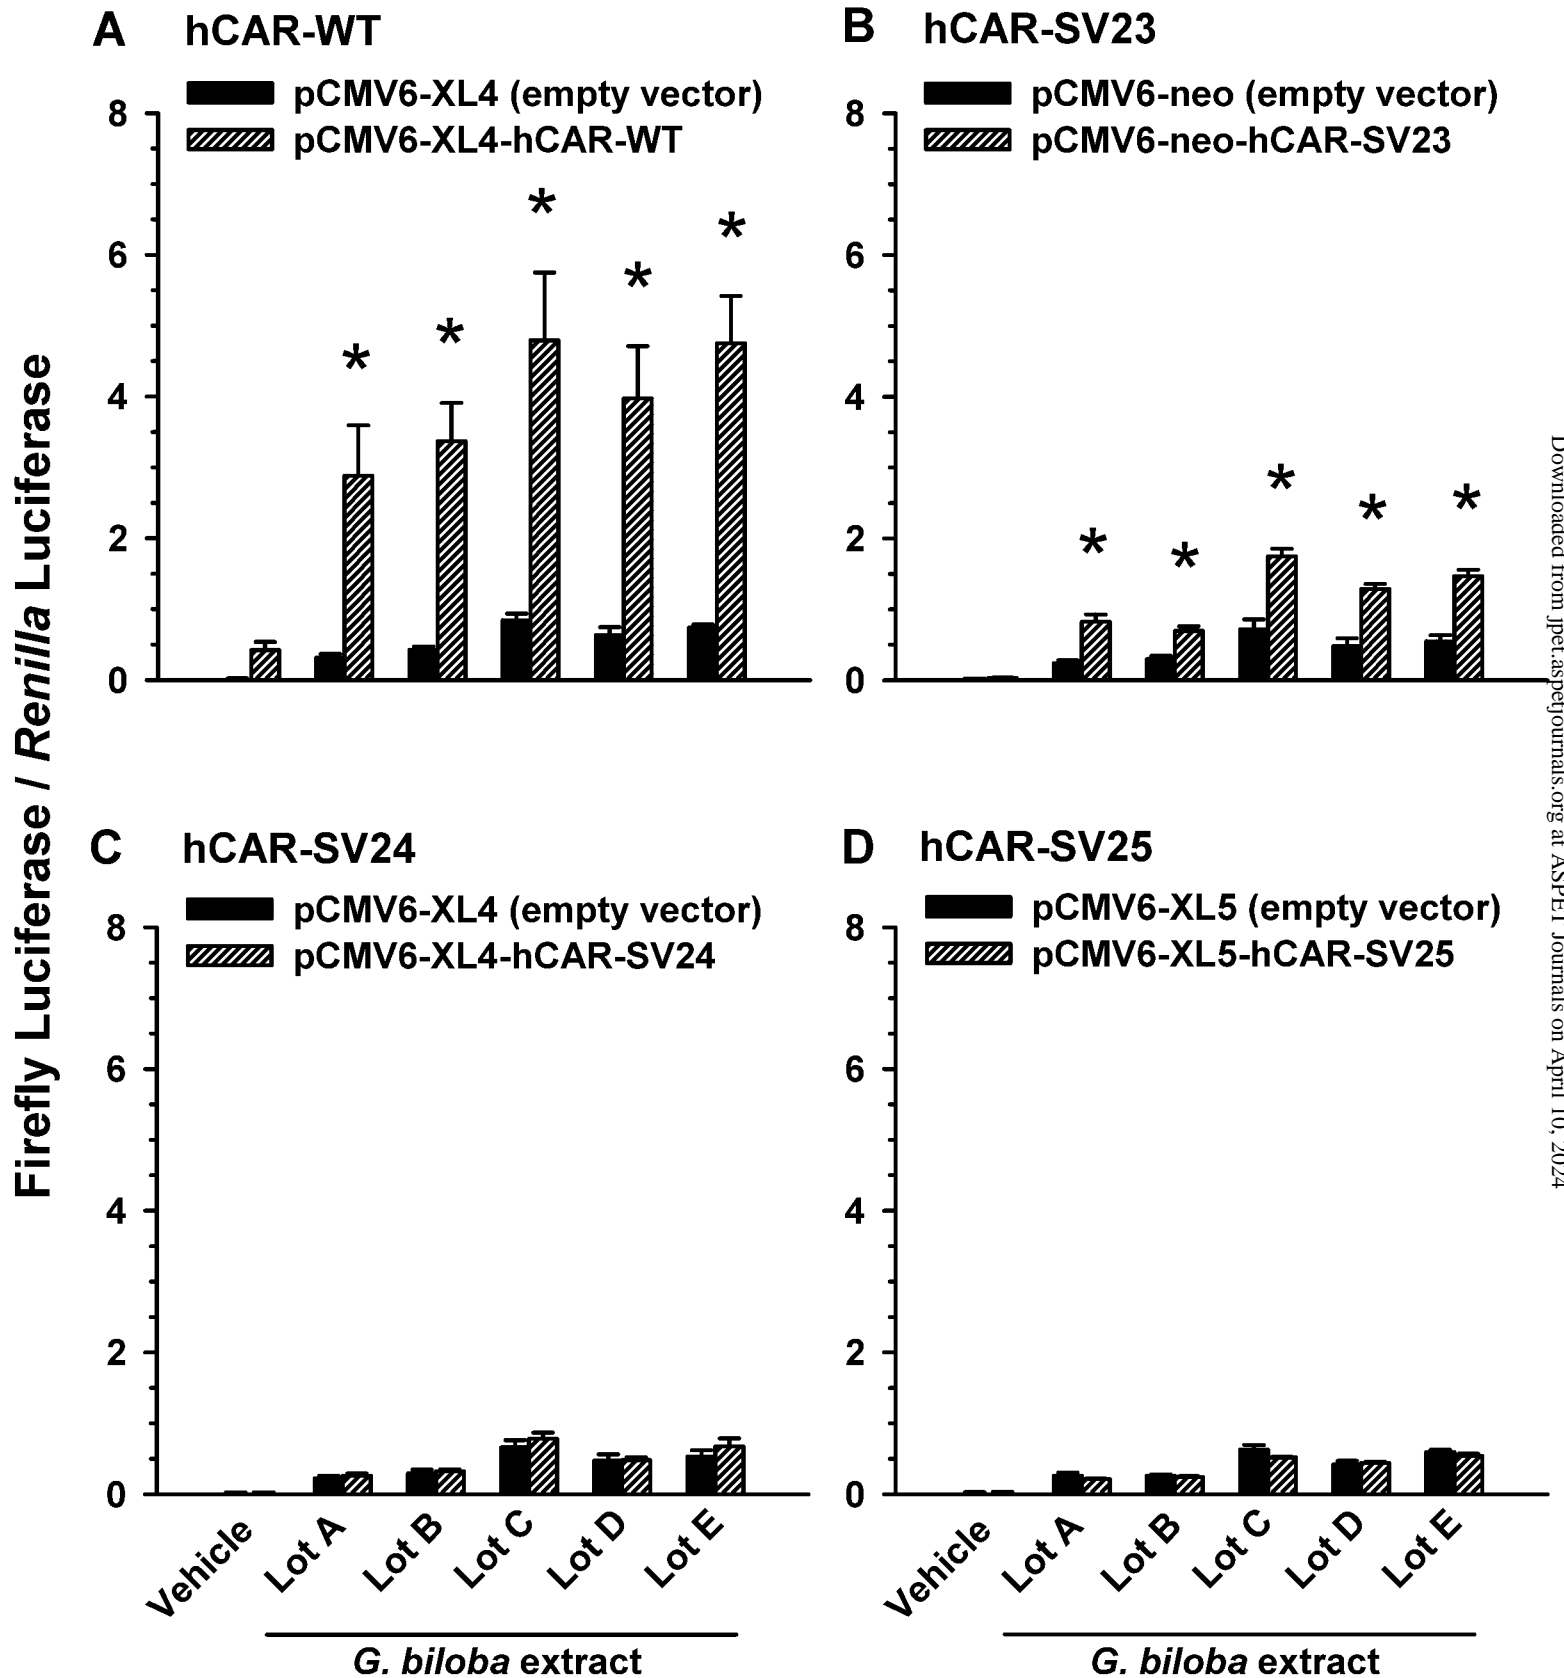 A hCAR-WT
pCMV6-XL4 (empty vector)
pCMV6-XL4-hCAR-WT
8
6
4
2
0
*
*
*
*
*
B hCAR-SV23
pCMV6-neo (empty vector)
pCMV6-neo-hCAR-SV23
8
6
4
2
0
*
*
*
*
*
Firefly Luciferase / Renilla Luciferase
C hCAR-SV24
pCMV6-XL4 (empty vector)
pCMV6-XL4-hCAR-SV24
8
6
4
2
0
Vehicle
Lot A
Lot B
Lot C
Lot D
Lot E
G. biloba extract
D hCAR-SV25
pCMV6-XL5 (empty vector)
pCMV6-XL5-hCAR-SV25
8
6
4
2
0
Vehicle
Lot A
Lot B
Lot C
Lot D
Lot E
G. biloba extract
Downloaded from jpet.aspetjournals.org at ASPET Journals on April 10, 2024